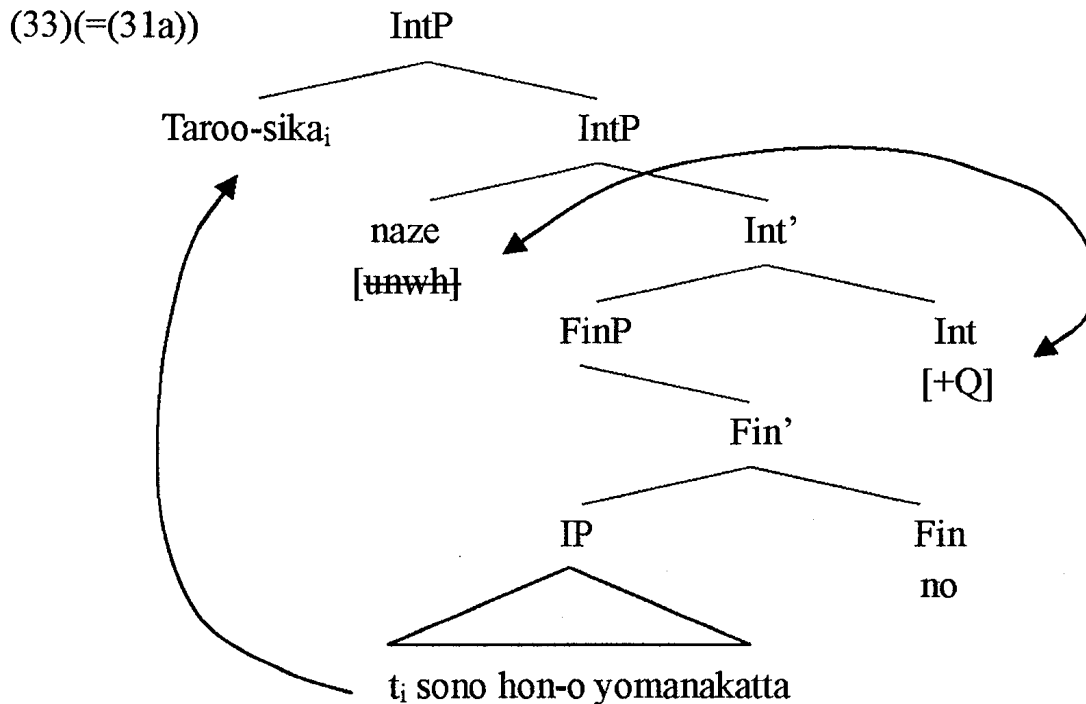 (33)(=(31a)) IntP
Taroo-sikaᵢ IntP
naze Int’
[unwh]
FinP Int
[+Q]
Fin’
IP Fin
no
tᵢ sono hon-o yomanakatta